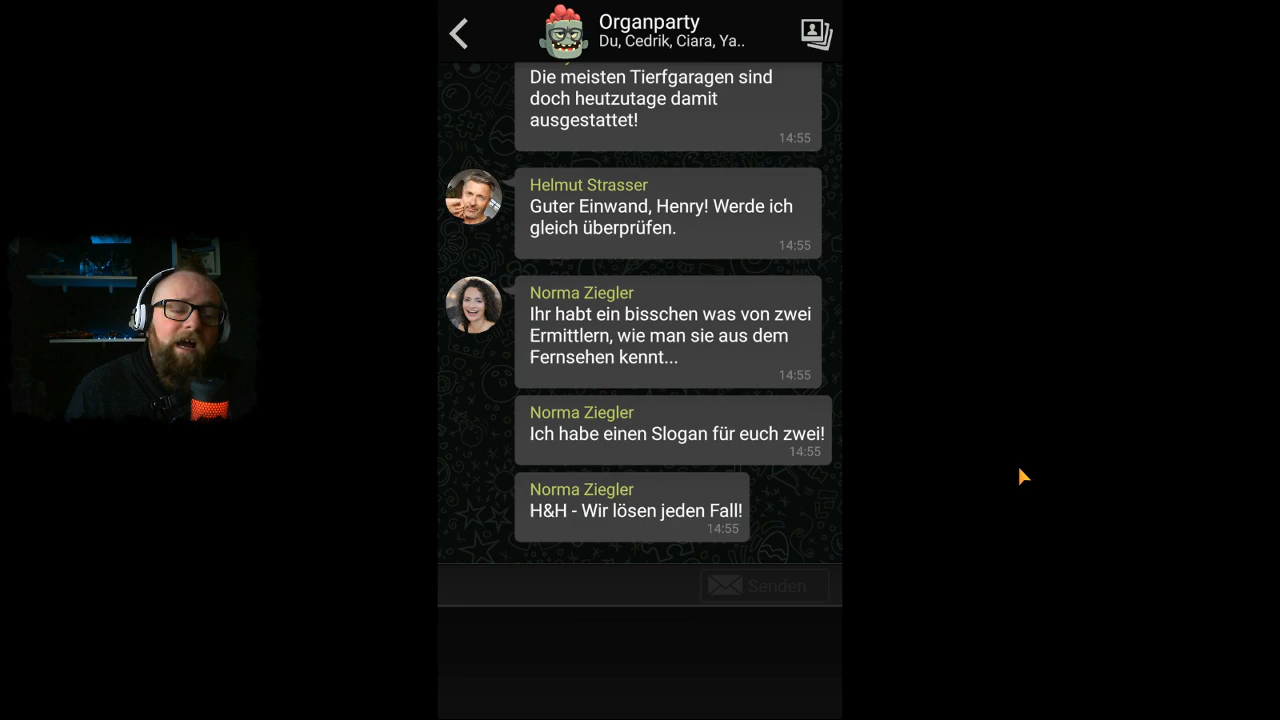 Organparty
Du, Cedrik, Ciara, Ya..
Die meisten Tiefgaragen sind
doch heutzutage damit
ausgestattet!
14:55
Helmut Strasser
Guter Einwand, Henry! Werde ich
gleich überprüfen.
14:55
Norma Ziegler
Ihr habt ein bisschen was von zwei
Ermittlern, wie man sie aus dem
Fernsehen kennt...
14:55
Norma Ziegler
Ich habe einen Slogan für euch zwei!
14:55
Norma Ziegler
H&H - Wir lösen jeden Fall!
14:55
Senden